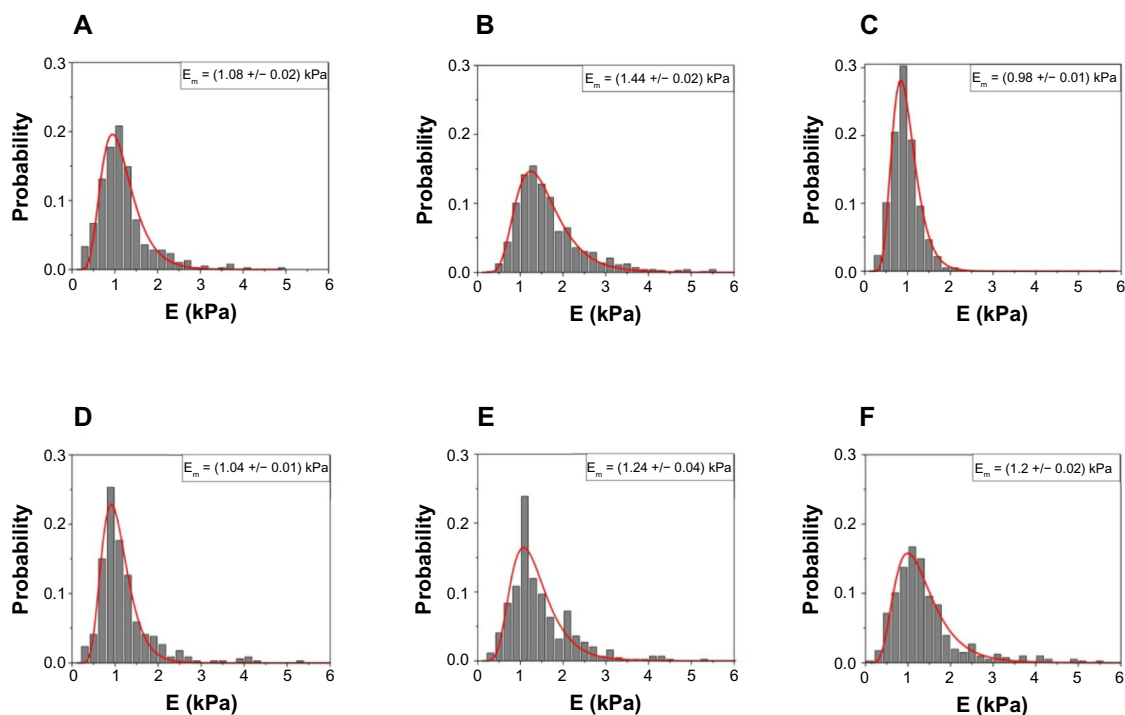 A
B
C
0.3
0.2
0.1
0.0
Probability
E_m = (1.08 +/− 0.02) kPa
0 1 2 3 4 5 6
E (kPa)
0.3
0.2
0.1
0.0
Probability
E_m = (1.44 +/− 0.02) kPa
0 1 2 3 4 5 6
E (kPa)
0.3
0.2
0.1
0.0
Probability
E_m = (0.98 +/− 0.01) kPa
0 1 2 3 4 5 6
E (kPa)
D
E
F
0.3
0.2
0.1
0.0
Probability
E_m = (1.04 +/− 0.01) kPa
0 1 2 3 4 5 6
E (kPa)
0.3
0.2
0.1
0.0
Probability
E_m = (1.24 +/− 0.04) kPa
0 1 2 3 4 5 6
E (kPa)
0.3
0.2
0.1
0.0
Probability
E_m = (1.2 +/− 0.02) kPa
0 1 2 3 4 5 6
E (kPa)